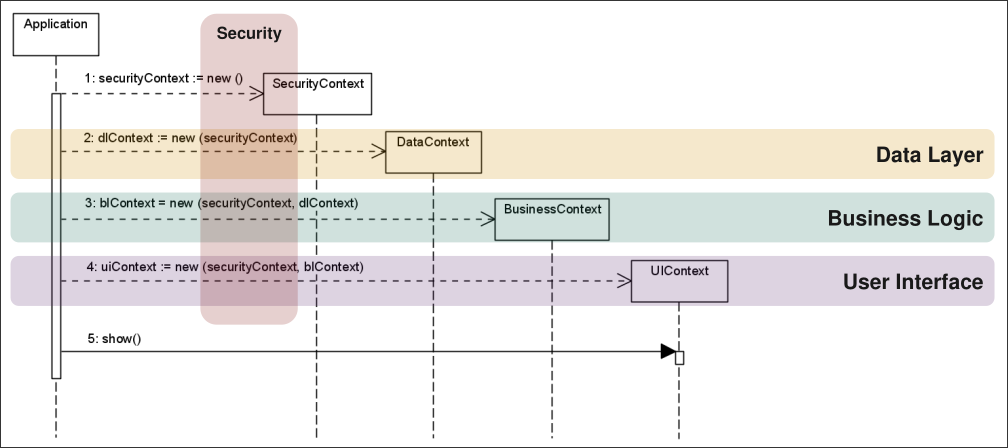 Application
Security
1: securityContext := new ()
SecurityContext
2: dlContext := new (securityContext)
DataContext
Data Layer
3: blContext = new (securityContext, dlContext)
BusinessContext
Business Logic
4: uiContext := new (securityContext, blContext)
UIContext
User Interface
5: show()